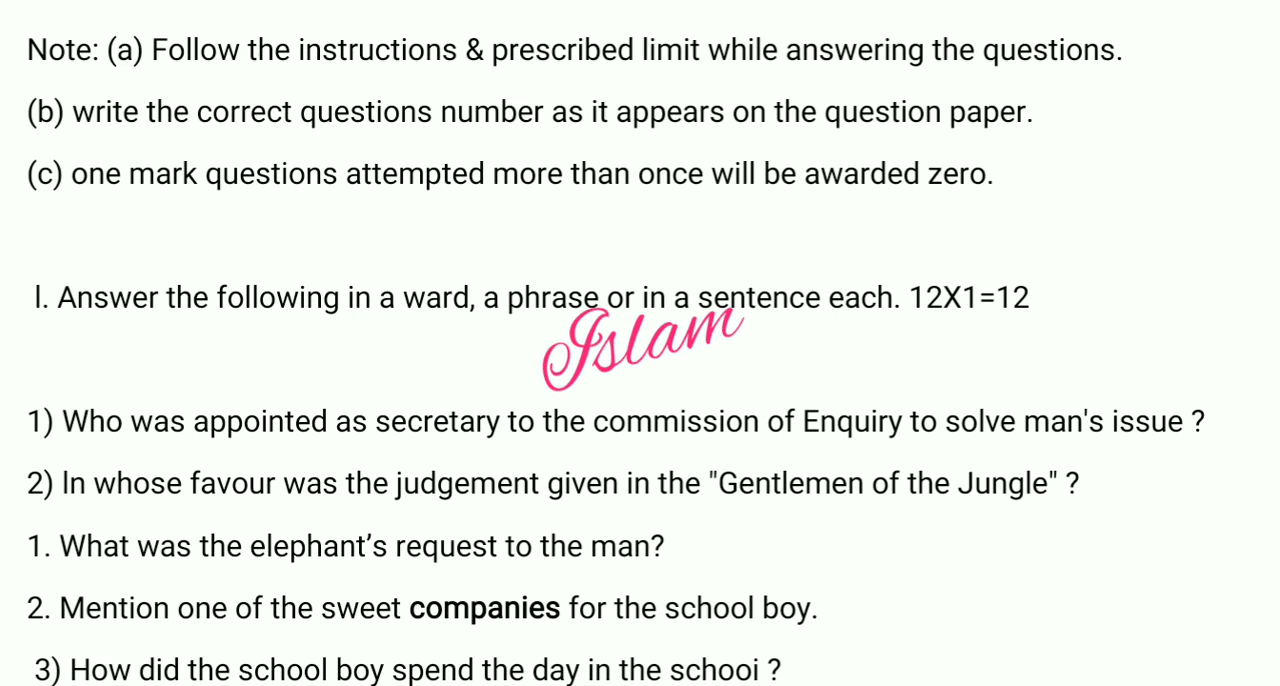 Note: (a) Follow the instructions & prescribed limit while answering the questions.
(b) write the correct questions number as it appears on the question paper.
(c) one mark questions attempted more than once will be awarded zero.
l. Answer the following in a ward, a phrase or in a sentence each. 12X1=12
Islam
1) Who was appointed as secretary to the commission of Enquiry to solve man's issue ?
2) ln whose favour was the judgement given in the "Gentlemen of the Jungle" ?
1. What was the elephant’s request to the man?
2. Mention one of the sweet companies for the school boy.
3) How did the school boy spend the day in the schooi ?